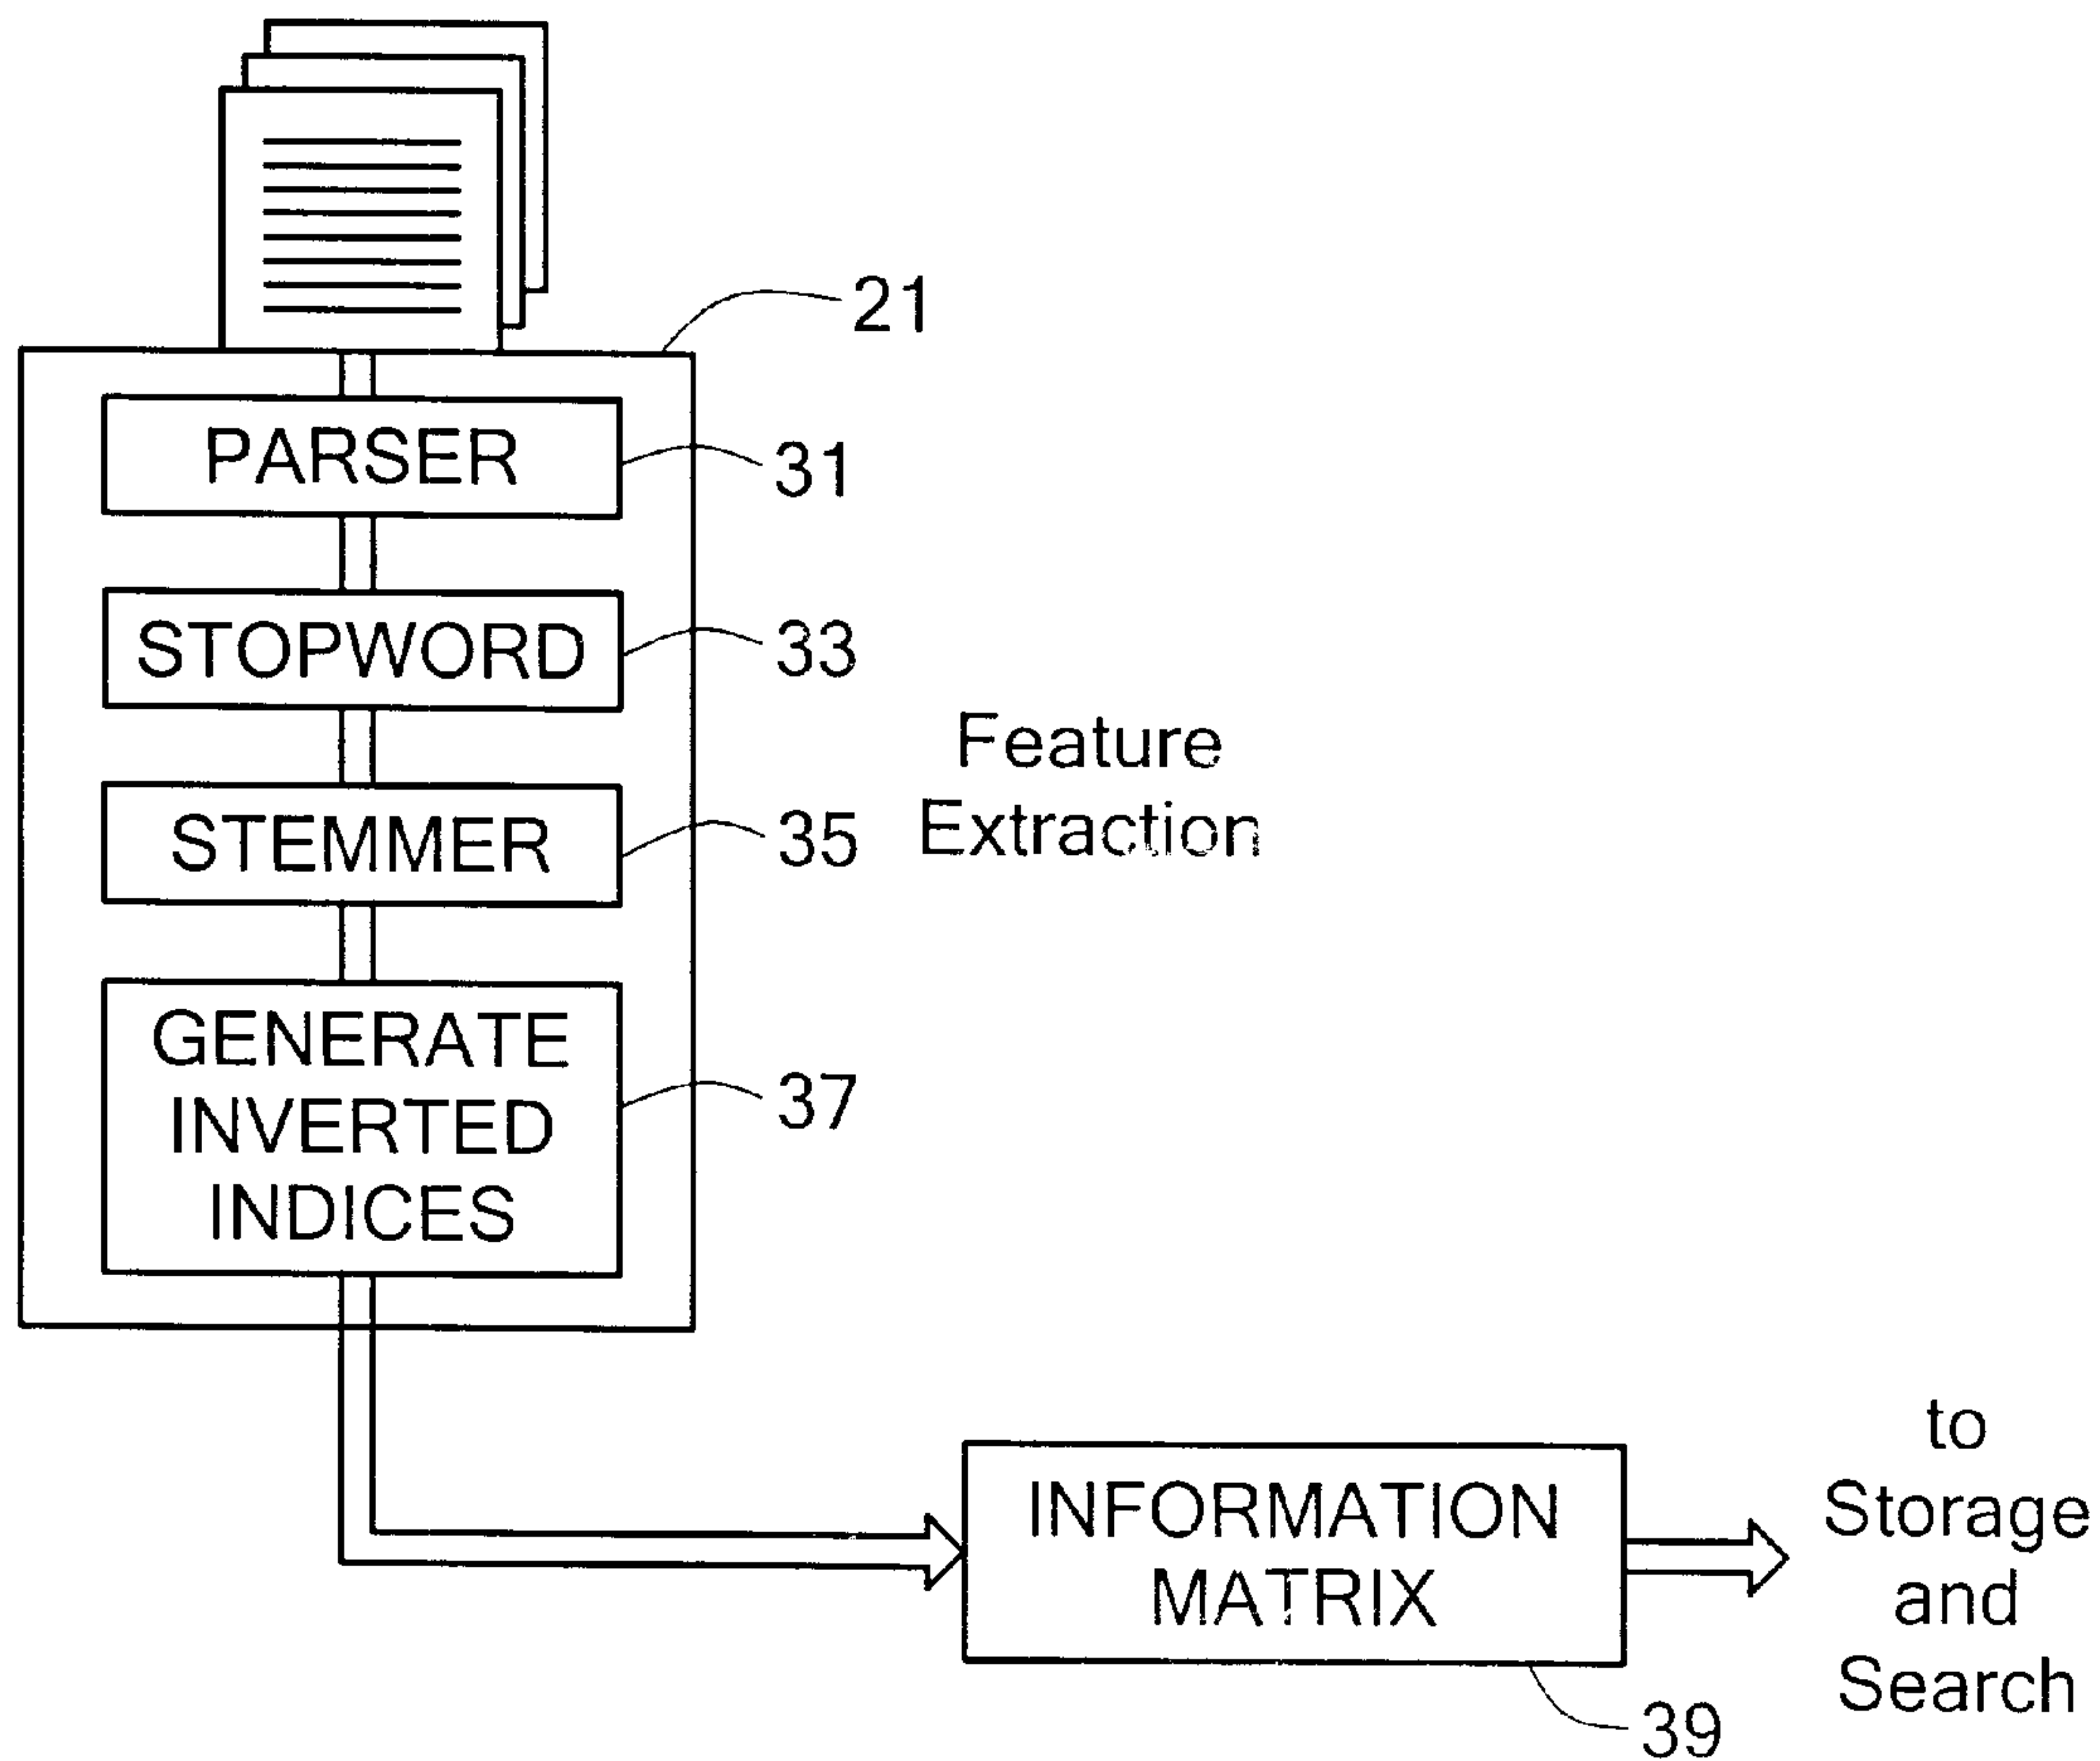 21
PARSER
31
STOPWORD
33
Feature
Extraction
STEMMER
35
GENERATE
INVERTED
INDICES
37
INFORMATION
MATRIX
39
to
Storage
and
Search